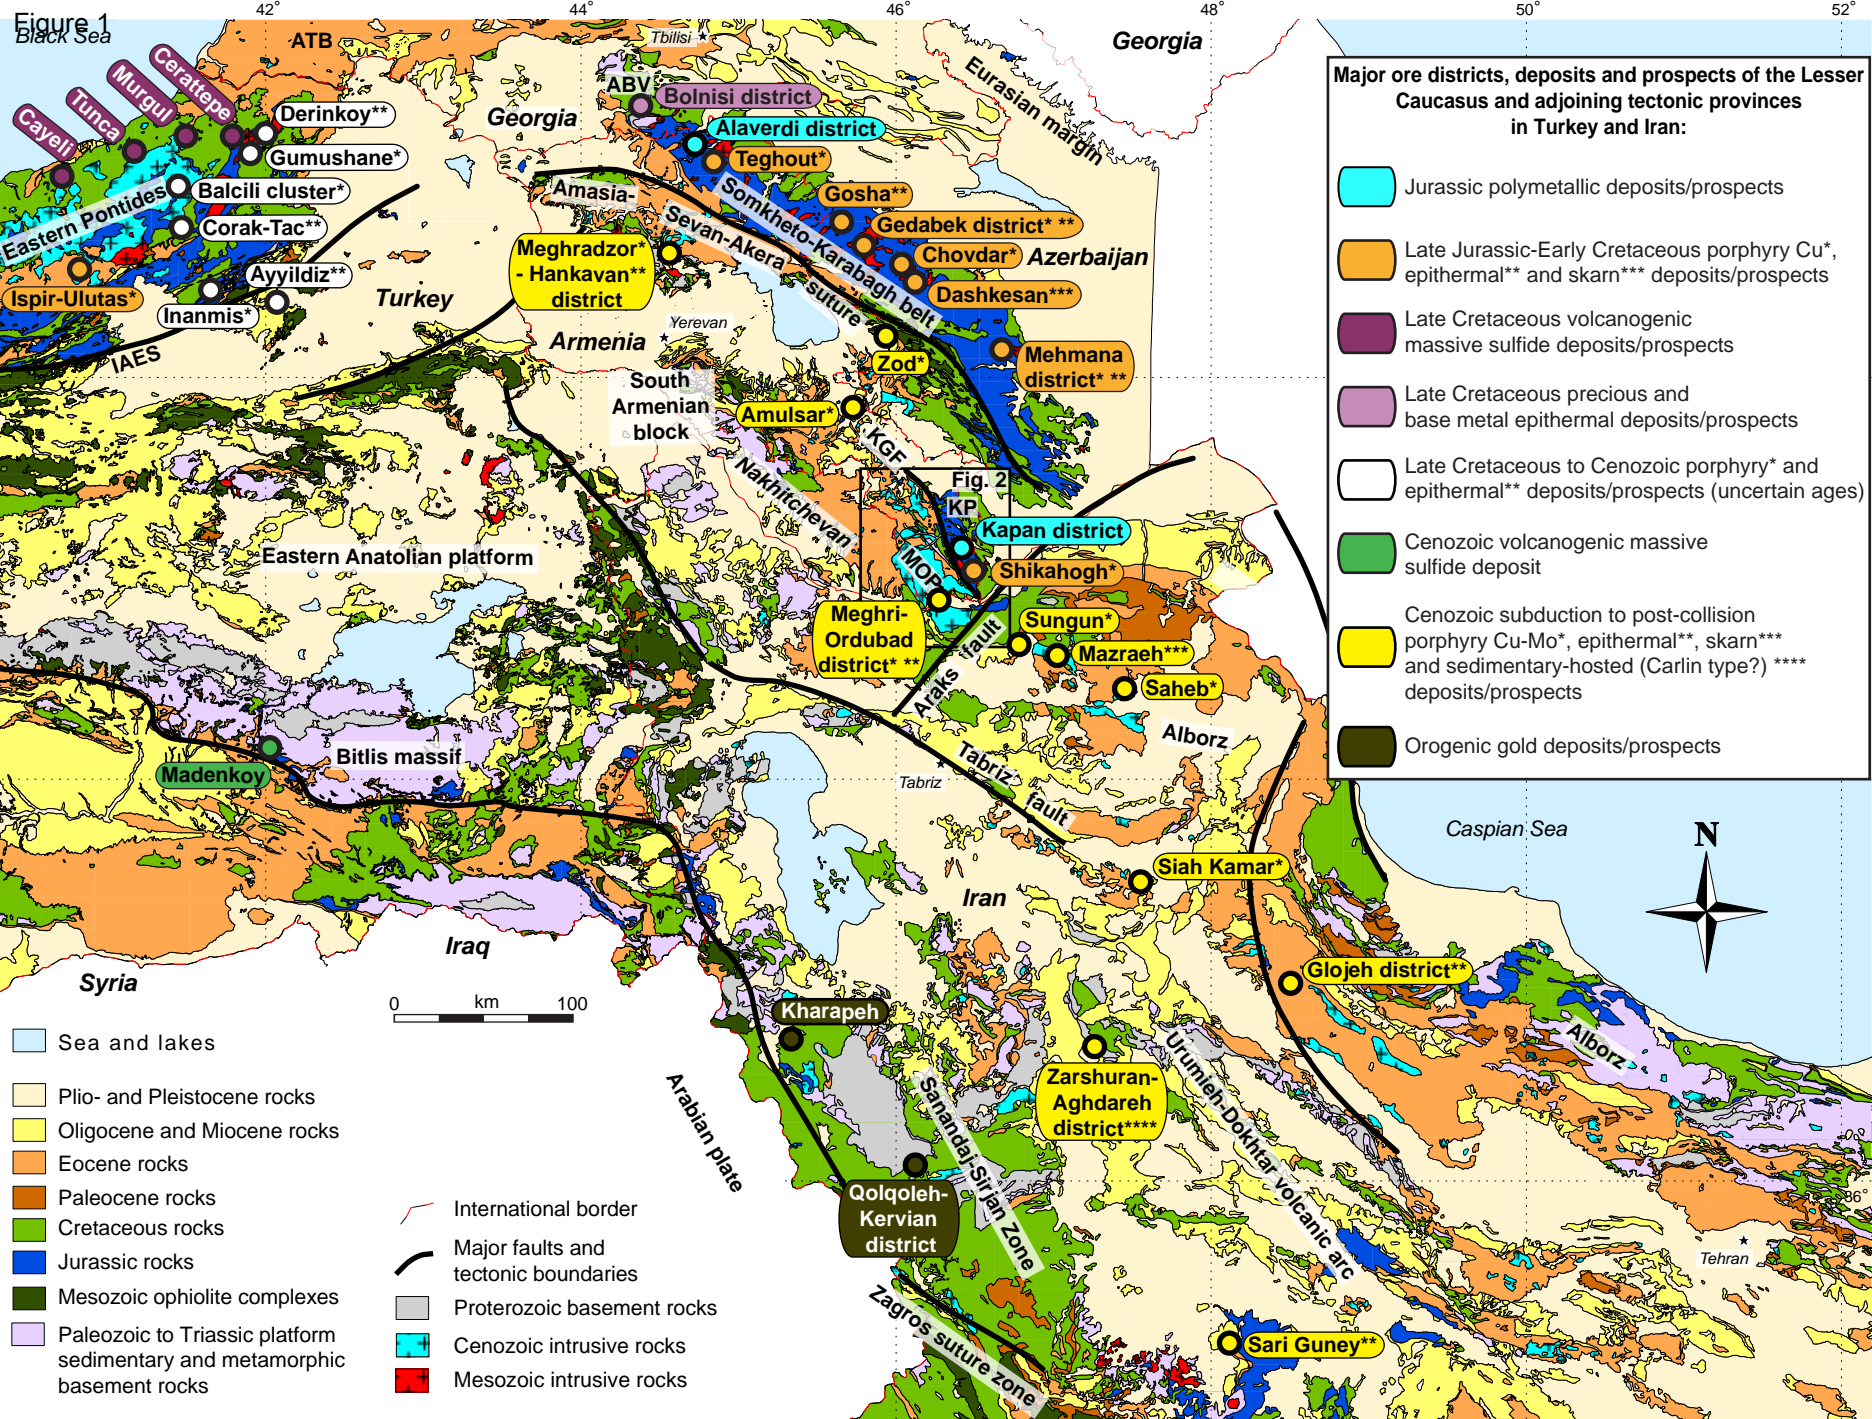 Figure 1
42°
44°
46°
48°
50°
52°
Black Sea
ATB
Tbilisi
Georgia
Eurasian margin
Cerattepe
Murgul
Tunca
Cayeli
ABV
Bolnisi district
Georgia
Derinkoy**
Gumushane*
Alaverdi district
Teghout*
Balcili cluster*
Eastern Pontides
Corak-Tac**
Amasia-
Sevan-Akera
suture
Somkheto-Karabagh belt
Gosha**
Gedabek district* **
Chovdar*
Azerbaijan
Dashkesan***
Meghradzor*
- Hankavan**
district
Ayyildiz**
Ispir-Ulutas*
Inanmis*
Turkey
IAES
Armenia
Yerevan
Zod*
Mehmana
district* **
South
Armenian
block
Amulsar*
KGF
Nakhitchevan
Fig. 2
KP
Kapan district
Shikahogh*
MOP
Eastern Anatolian platform
Meghri-
Ordubad
district* **
Sungun*
Mazraeh***
Saheb*
Araks fault
Alborz
Bitlis massif
Madenkoy
Tabriz
Tabriz
fault
Caspian Sea
Siah Kamar*
Iran
N
Iraq
Syria
Glojeh district**
Alborz
0 km 100
Kharapeh
Zarshuran-
Aghdareh
district****
Urumieh-Dokhtar volcanic arc
Sanandaj-Sirjan Zone
Arabian plate
Qolqoleh-
Kervian
district
36°
Tehran
Zagros suture zone
Sari Guney**
Major ore districts, deposits and prospects of the Lesser
Caucasus and adjoining tectonic provinces
in Turkey and Iran:
Jurassic polymetallic deposits/prospects
Late Jurassic-Early Cretaceous porphyry Cu*,
epithermal** and skarn*** deposits/prospects
Late Cretaceous volcanogenic
massive sulfide deposits/prospects
Late Cretaceous precious and
base metal epithermal deposits/prospects
Late Cretaceous to Cenozoic porphyry* and
epithermal** deposits/prospects (uncertain ages)
Cenozoic volcanogenic massive
sulfide deposit
Cenozoic subduction to post-collision
porphyry Cu-Mo*, epithermal**, skarn***
and sedimentary-hosted (Carlin type?) ****
deposits/prospects
Orogenic gold deposits/prospects
Sea and lakes
Plio- and Pleistocene rocks
Oligocene and Miocene rocks
Eocene rocks
Paleocene rocks
Cretaceous rocks
Jurassic rocks
Mesozoic ophiolite complexes
Paleozoic to Triassic platform
sedimentary and metamorphic
basement rocks
International border
Major faults and
tectonic boundaries
Proterozoic basement rocks
Cenozoic intrusive rocks
Mesozoic intrusive rocks